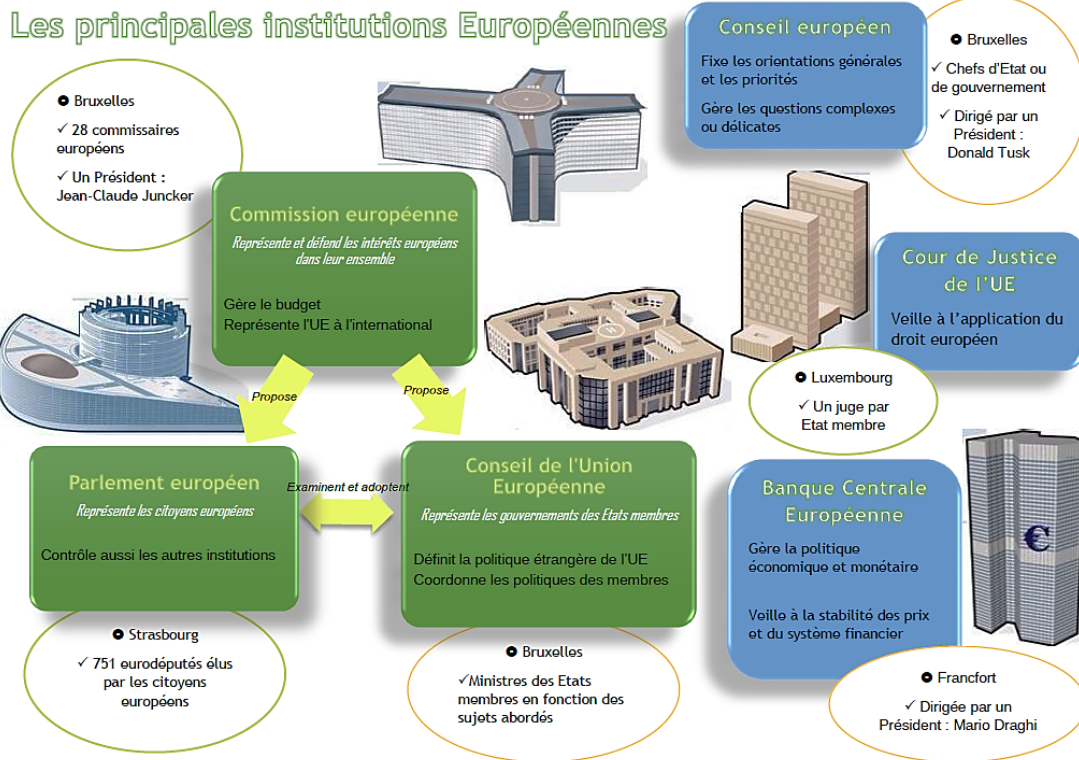 Les principales institutions Européennes
● Bruxelles
✓ 28 commissaires
européens
✓ Un Président :
Jean-Claude Juncker
Commission européenne
Représente et défend les intérêts européens
dans leur ensemble
Gère le budget
Représente l'UE à l'international
Propose
Propose
Parlement européen
Représente les citoyens européens
Contrôle aussi les autres institutions
● Strasbourg
✓ 751 eurodéputés élus
par les citoyens
européens
Examinent et adoptent
Conseil de l'Union
Européenne
Représente les gouvernements des Etats membres
Définit la politique étrangère de l'UE
Coordonne les politiques des membres
● Bruxelles
✓Ministres des Etats
membres en fonction des
sujets abordés
Conseil européen
Fixe les orientations générales
et les priorités
Gère les questions complexes
ou délicates
● Bruxelles
✓ Chefs d'Etat ou
de gouvernement
✓ Dirigé par un
Président :
Donald Tusk
Cour de Justice
de l'UE
Veille à l'application du
droit européen
● Luxembourg
✓ Un juge par
Etat membre
Banque Centrale
Européenne
Gère la politique
économique et monétaire
Veille à la stabilité des prix
et du système financier
€
● Francfort
✓ Dirigée par un
Président : Mario Draghi